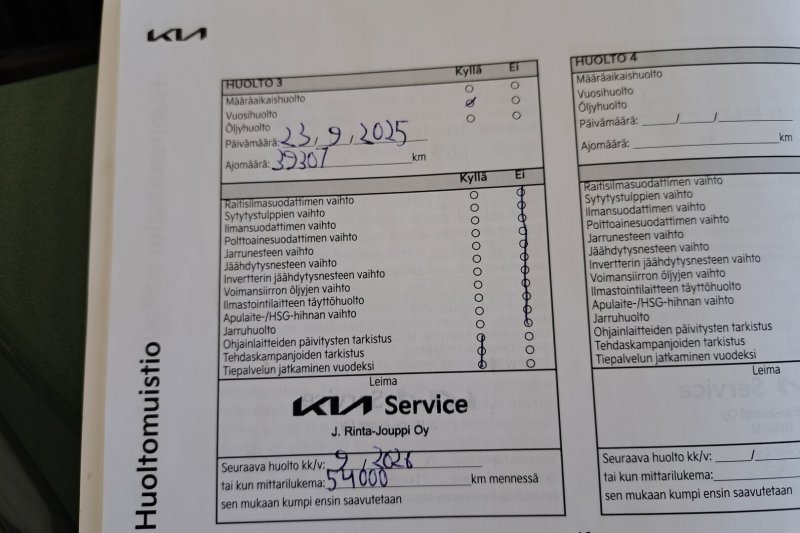 KIA
HUOLTO 3 Kyllä Ei
Määräaikaishuolto
Vuosihuolto
Öljyhuolto
Päivämäärä: 23, 9, 2025
Ajomäärä: 39307 km
Kyllä Ei
Raitisilmasuodattimen vaihto
Sytytystulppien vaihto
Ilmansuodattimen vaihto
Polttoainesuodattimen vaihto
Jarrunesteen vaihto
Jäähdytysnesteen vaihto
Invertterin jäähdytysnesteen vaihto
Voimansiirron öljyjen vaihto
Ilmastointilaitteen täyttöhuolto
Apulaite-/HSG-hihnan vaihto
Jarruhuolto
Ohjainlaitteiden päivitysten tarkistus
Tehdaskampanjoiden tarkistus
Tiepalvelun jatkaminen vuodeksi
Leima
KIA Service
J. Rinta-Jouppi Oy
Seuraava huolto kk/v: 9, 2026
tai kun mittarilukema: 54000 km mennessä
sen mukaan kumpi ensin saavutetaan
HUOLTO 4
Määräaikaishuolto
Vuosihuolto
Öljyhuolto
Päivämäärä: / /
Ajomäärä: km
Raitisilmasuodattimen vaihto
Sytytystulppien vaihto
Ilmansuodattimen vaihto
Polttoainesuodattimen vaihto
Jarrunesteen vaihto
Jäähdytysnesteen vaihto
Invertterin jäähdytysnesteen vaihto
Voimansiirron öljyjen vaihto
Ilmastointilaitteen täyttöhuolto
Apulaite-/HSG-hihnan vaihto
Jarruhuolto
Ohjainlaitteiden päivitysten tarkistus
Tehdaskampanjoiden tarkistus
Tiepalvelun jatkaminen vuodeksi
Leima
Seuraava huolto kk/v: /
tai kun mittarilukema:
sen mukaan kumpi ensin saavutetaan
Huoltomuistio